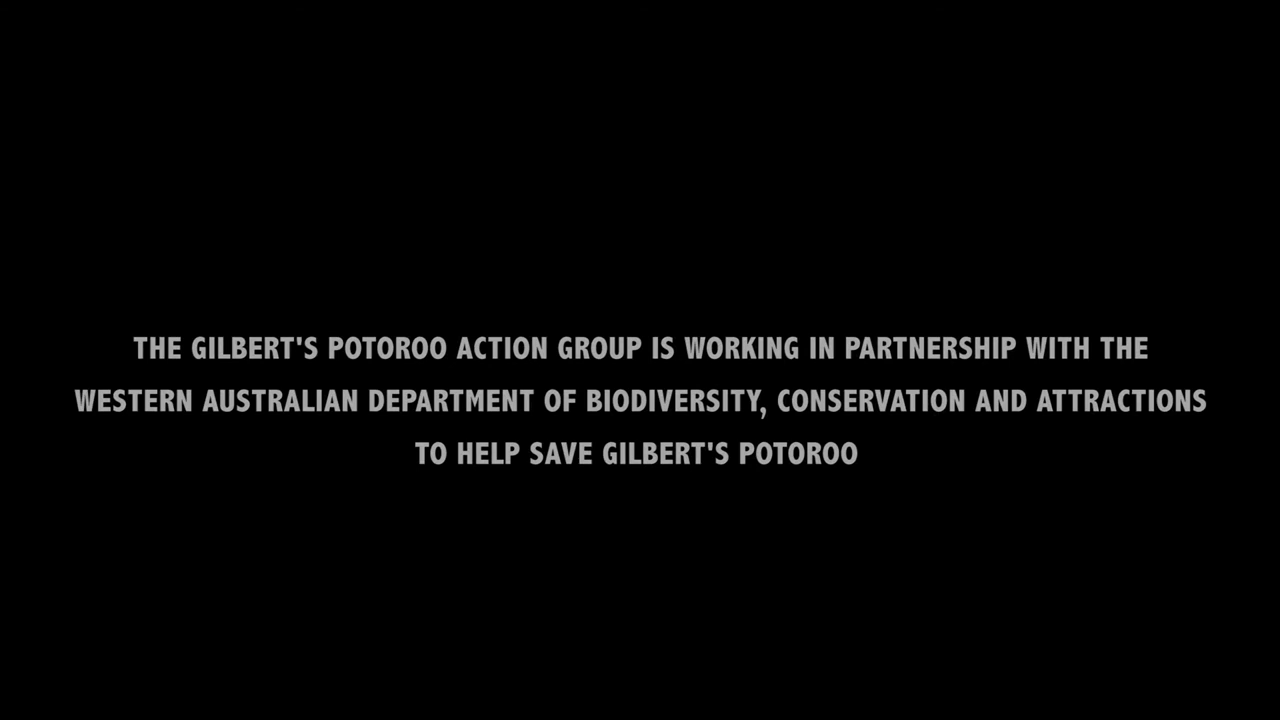 THE GILBERT'S POTOROO ACTION GROUP IS WORKING IN PARTNERSHIP WITH THE
WESTERN AUSTRALIAN DEPARTMENT OF BIODIVERSITY, CONSERVATION AND ATTRACTIONS
TO HELP SAVE GILBERT'S POTOROO